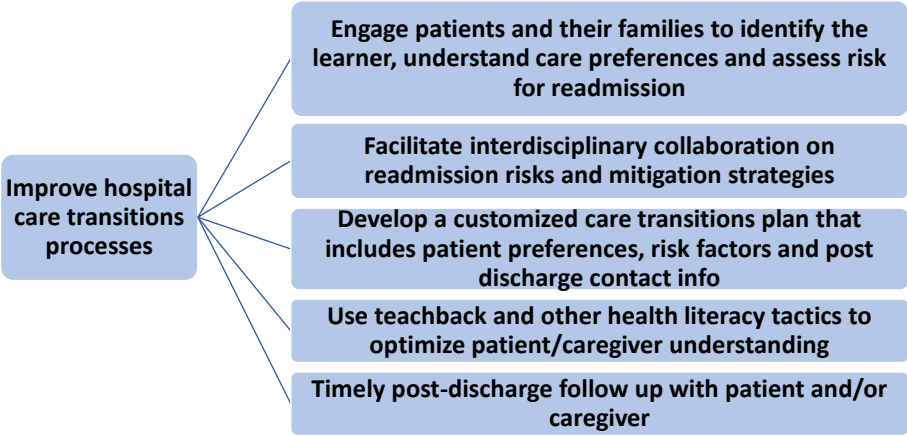 Improve hospital
care transitions
processes
Engage patients and their families to identify the
learner, understand care preferences and assess risk
for readmission
Facilitate interdisciplinary collaboration on
readmission risks and mitigation strategies
Develop a customized care transitions plan that
includes patient preferences, risk factors and post
discharge contact info
Use teachback and other health literacy tactics to
optimize patient/caregiver understanding
Timely post-discharge follow up with patient and/or
caregiver